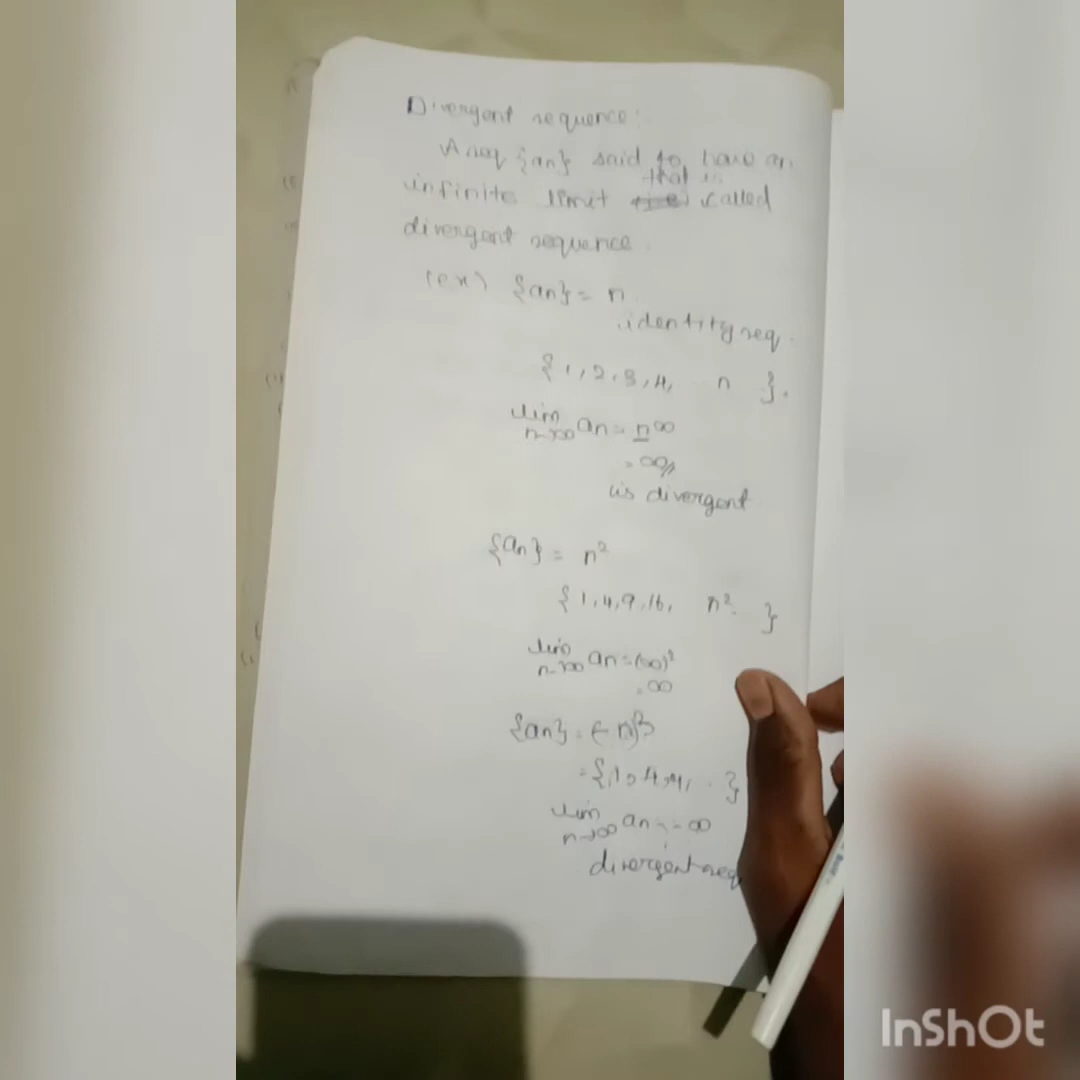 Divergent sequence:
A seq {an} said to have an
that is
infinite limit called
divergent sequence.
(ex) {an} = n.
identity seq.
{1, 2, 3, 4, n }.
lim n→∞ an = n ∞
= ∞//
is divergent
{an} = n²
{1, 4, 9, 16, n². }
lim n→∞ an = (∞)²
= ∞
{an} = (-n)³
lim n→∞ an = -∞
divergent seq
InShOt